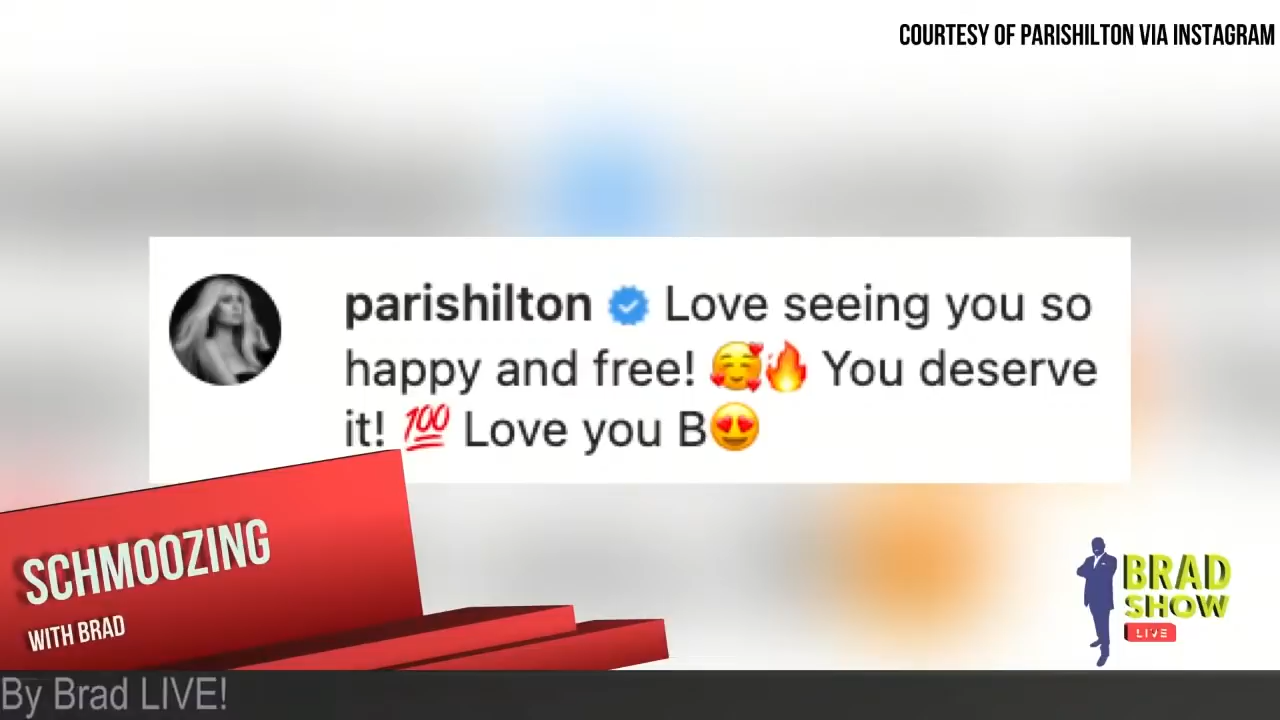 COURTESY OF PARISHILTON VIA INSTAGRAM
parishilton Love seeing you so
happy and free! 🥰🔥 You deserve
it! 💯 Love you B😍
SCHMOOZING
WITH BRAD
BRAD
SHOW
LIVE
By Brad LIVE!